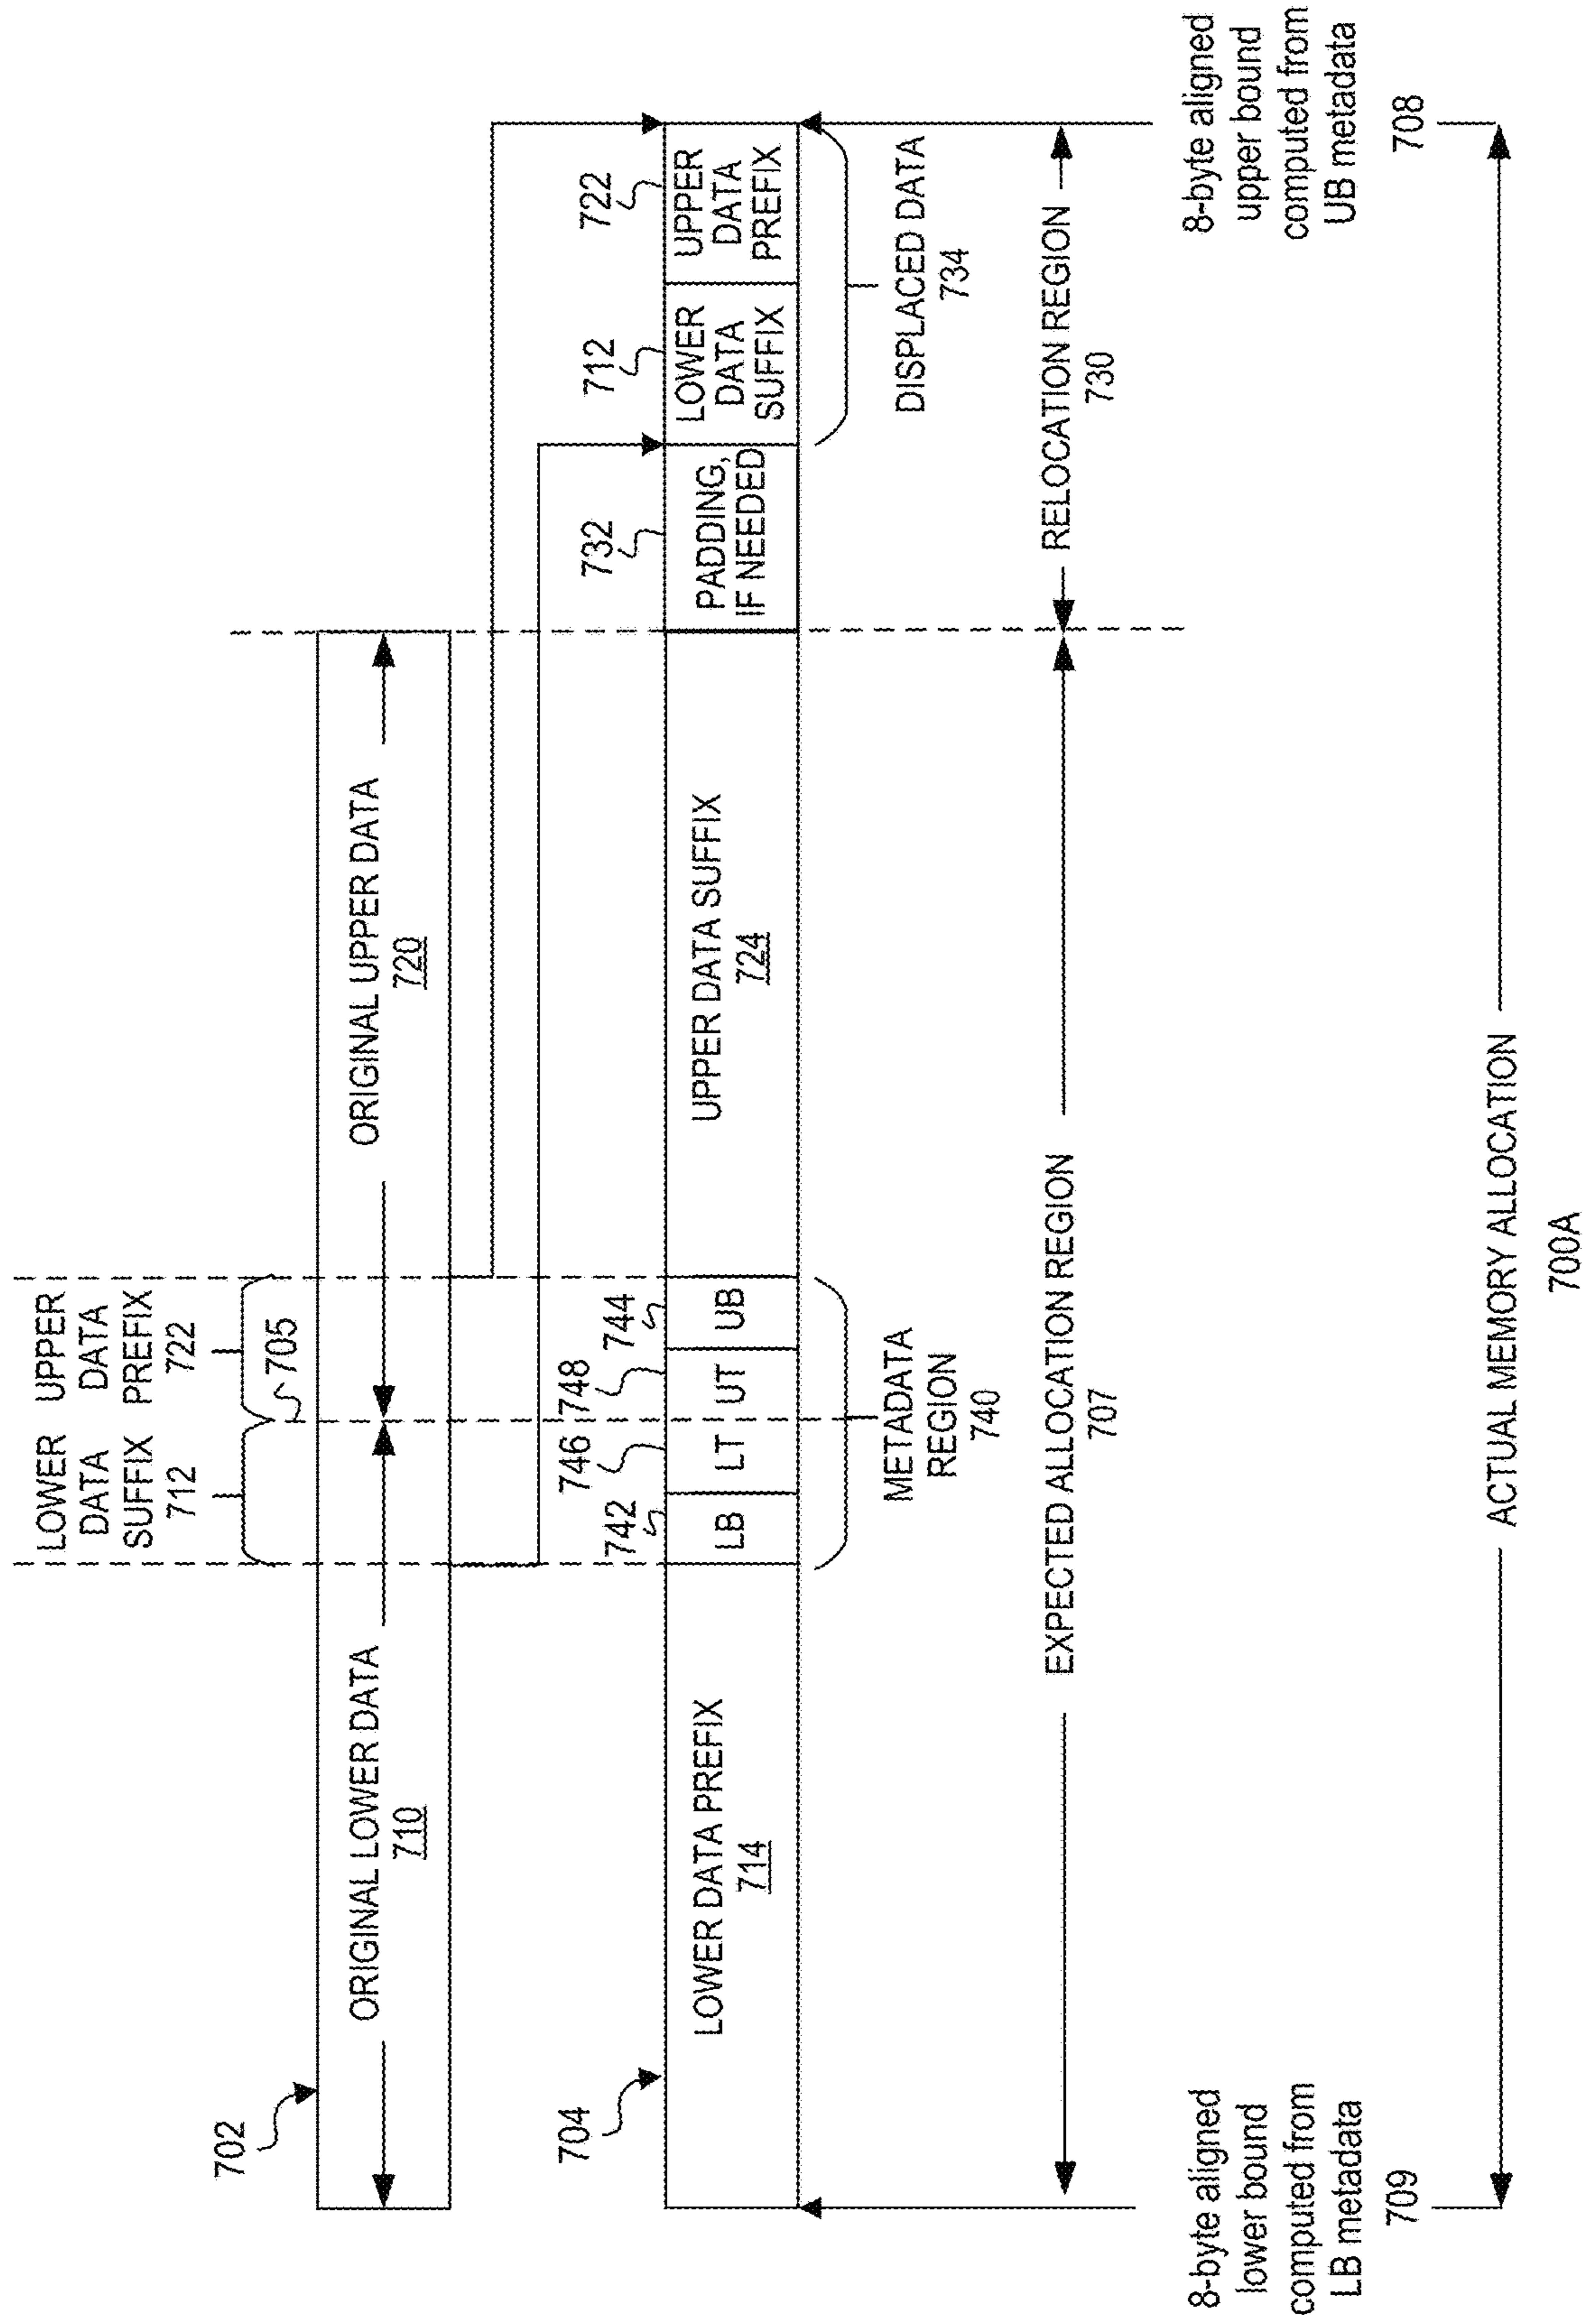 LOWER
DATA
SUFFIX
712
UPPER
DATA
PREFIX
722
705
702
ORIGINAL LOWER DATA
710
ORIGINAL UPPER DATA
720
704
742
746
748
744
732
712
722
LOWER DATA PREFIX
714
LB
LT
UT
UB
UPPER DATA SUFFIX
724
PADDING,
IF NEEDED
LOWER
DATA
SUFFIX
UPPER
DATA
PREFIX
METADATA
REGION
740
DISPLACED DATA
734
EXPECTED ALLOCATION REGION
707
RELOCATION REGION
730
8-byte aligned
lower bound
computed from
LB metadata
709
8-byte aligned
upper bound
computed from
UB metadata
708
ACTUAL MEMORY ALLOCATION
700A